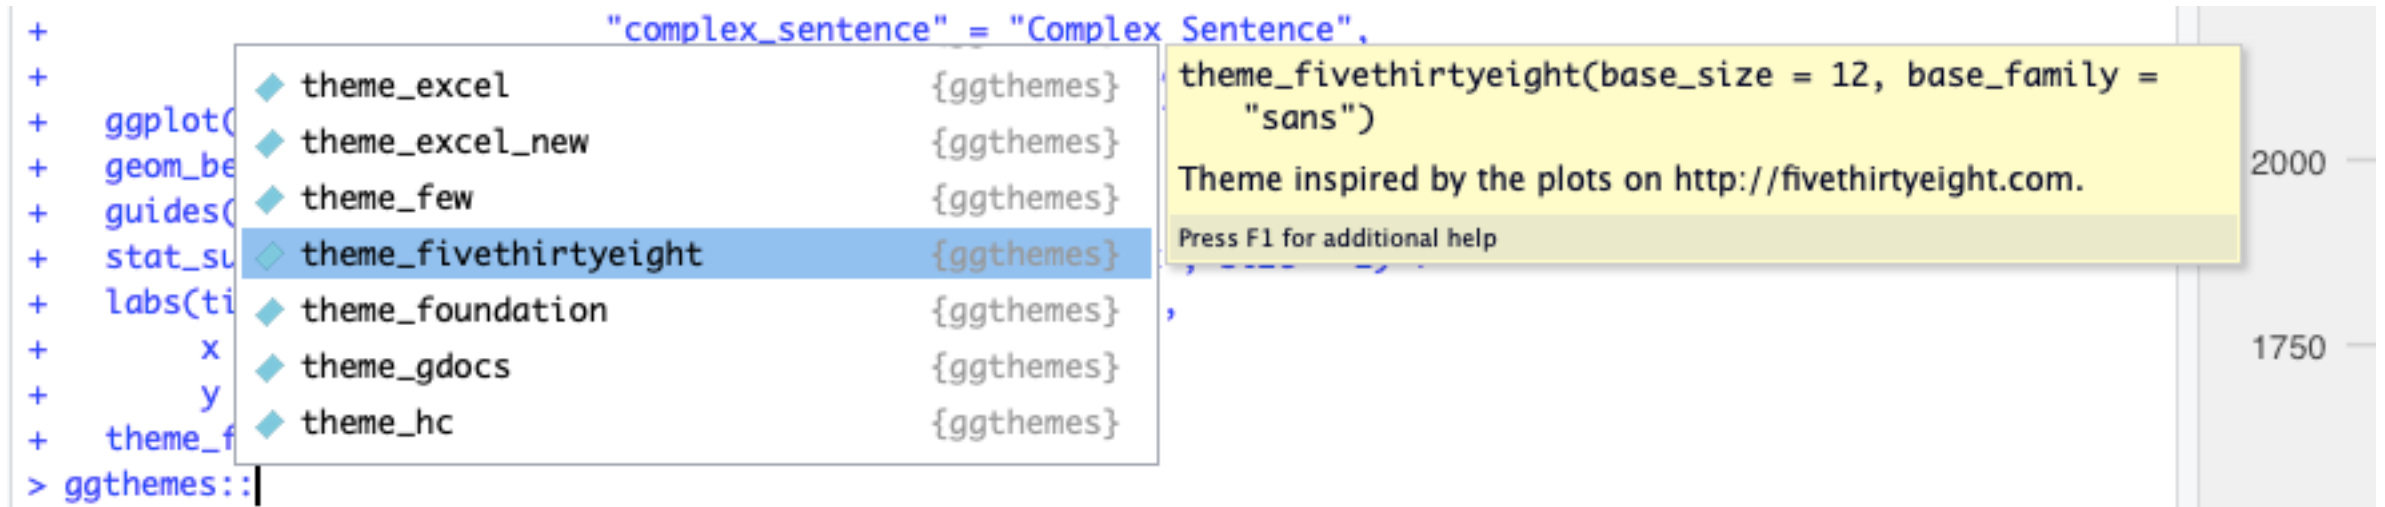 + "complex_sentence" = "Complex Sentence",
+
+ ggplot(
+ geom_be
+ guides(
+ stat_su
+ labs(ti ,
+ x
+ y
+ theme_f
> ggthemes::
theme_excel {ggthemes}
theme_excel_new {ggthemes}
theme_few {ggthemes}
theme_fivethirtyeight {ggthemes}
theme_foundation {ggthemes}
theme_gdocs {ggthemes}
theme_hc {ggthemes}
theme_fivethirtyeight(base_size = 12, base_family =
"sans")
Theme inspired by the plots on http://fivethirtyeight.com.
Press F1 for additional help
2000
1750